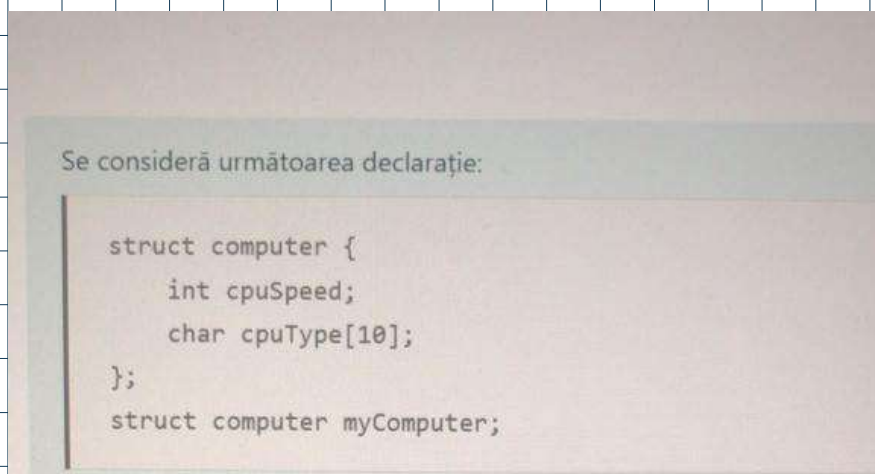 Se consideră următoarea declarație:
struct computer {
    int cpuSpeed;
    char cpuType[10];
};
struct computer myComputer;